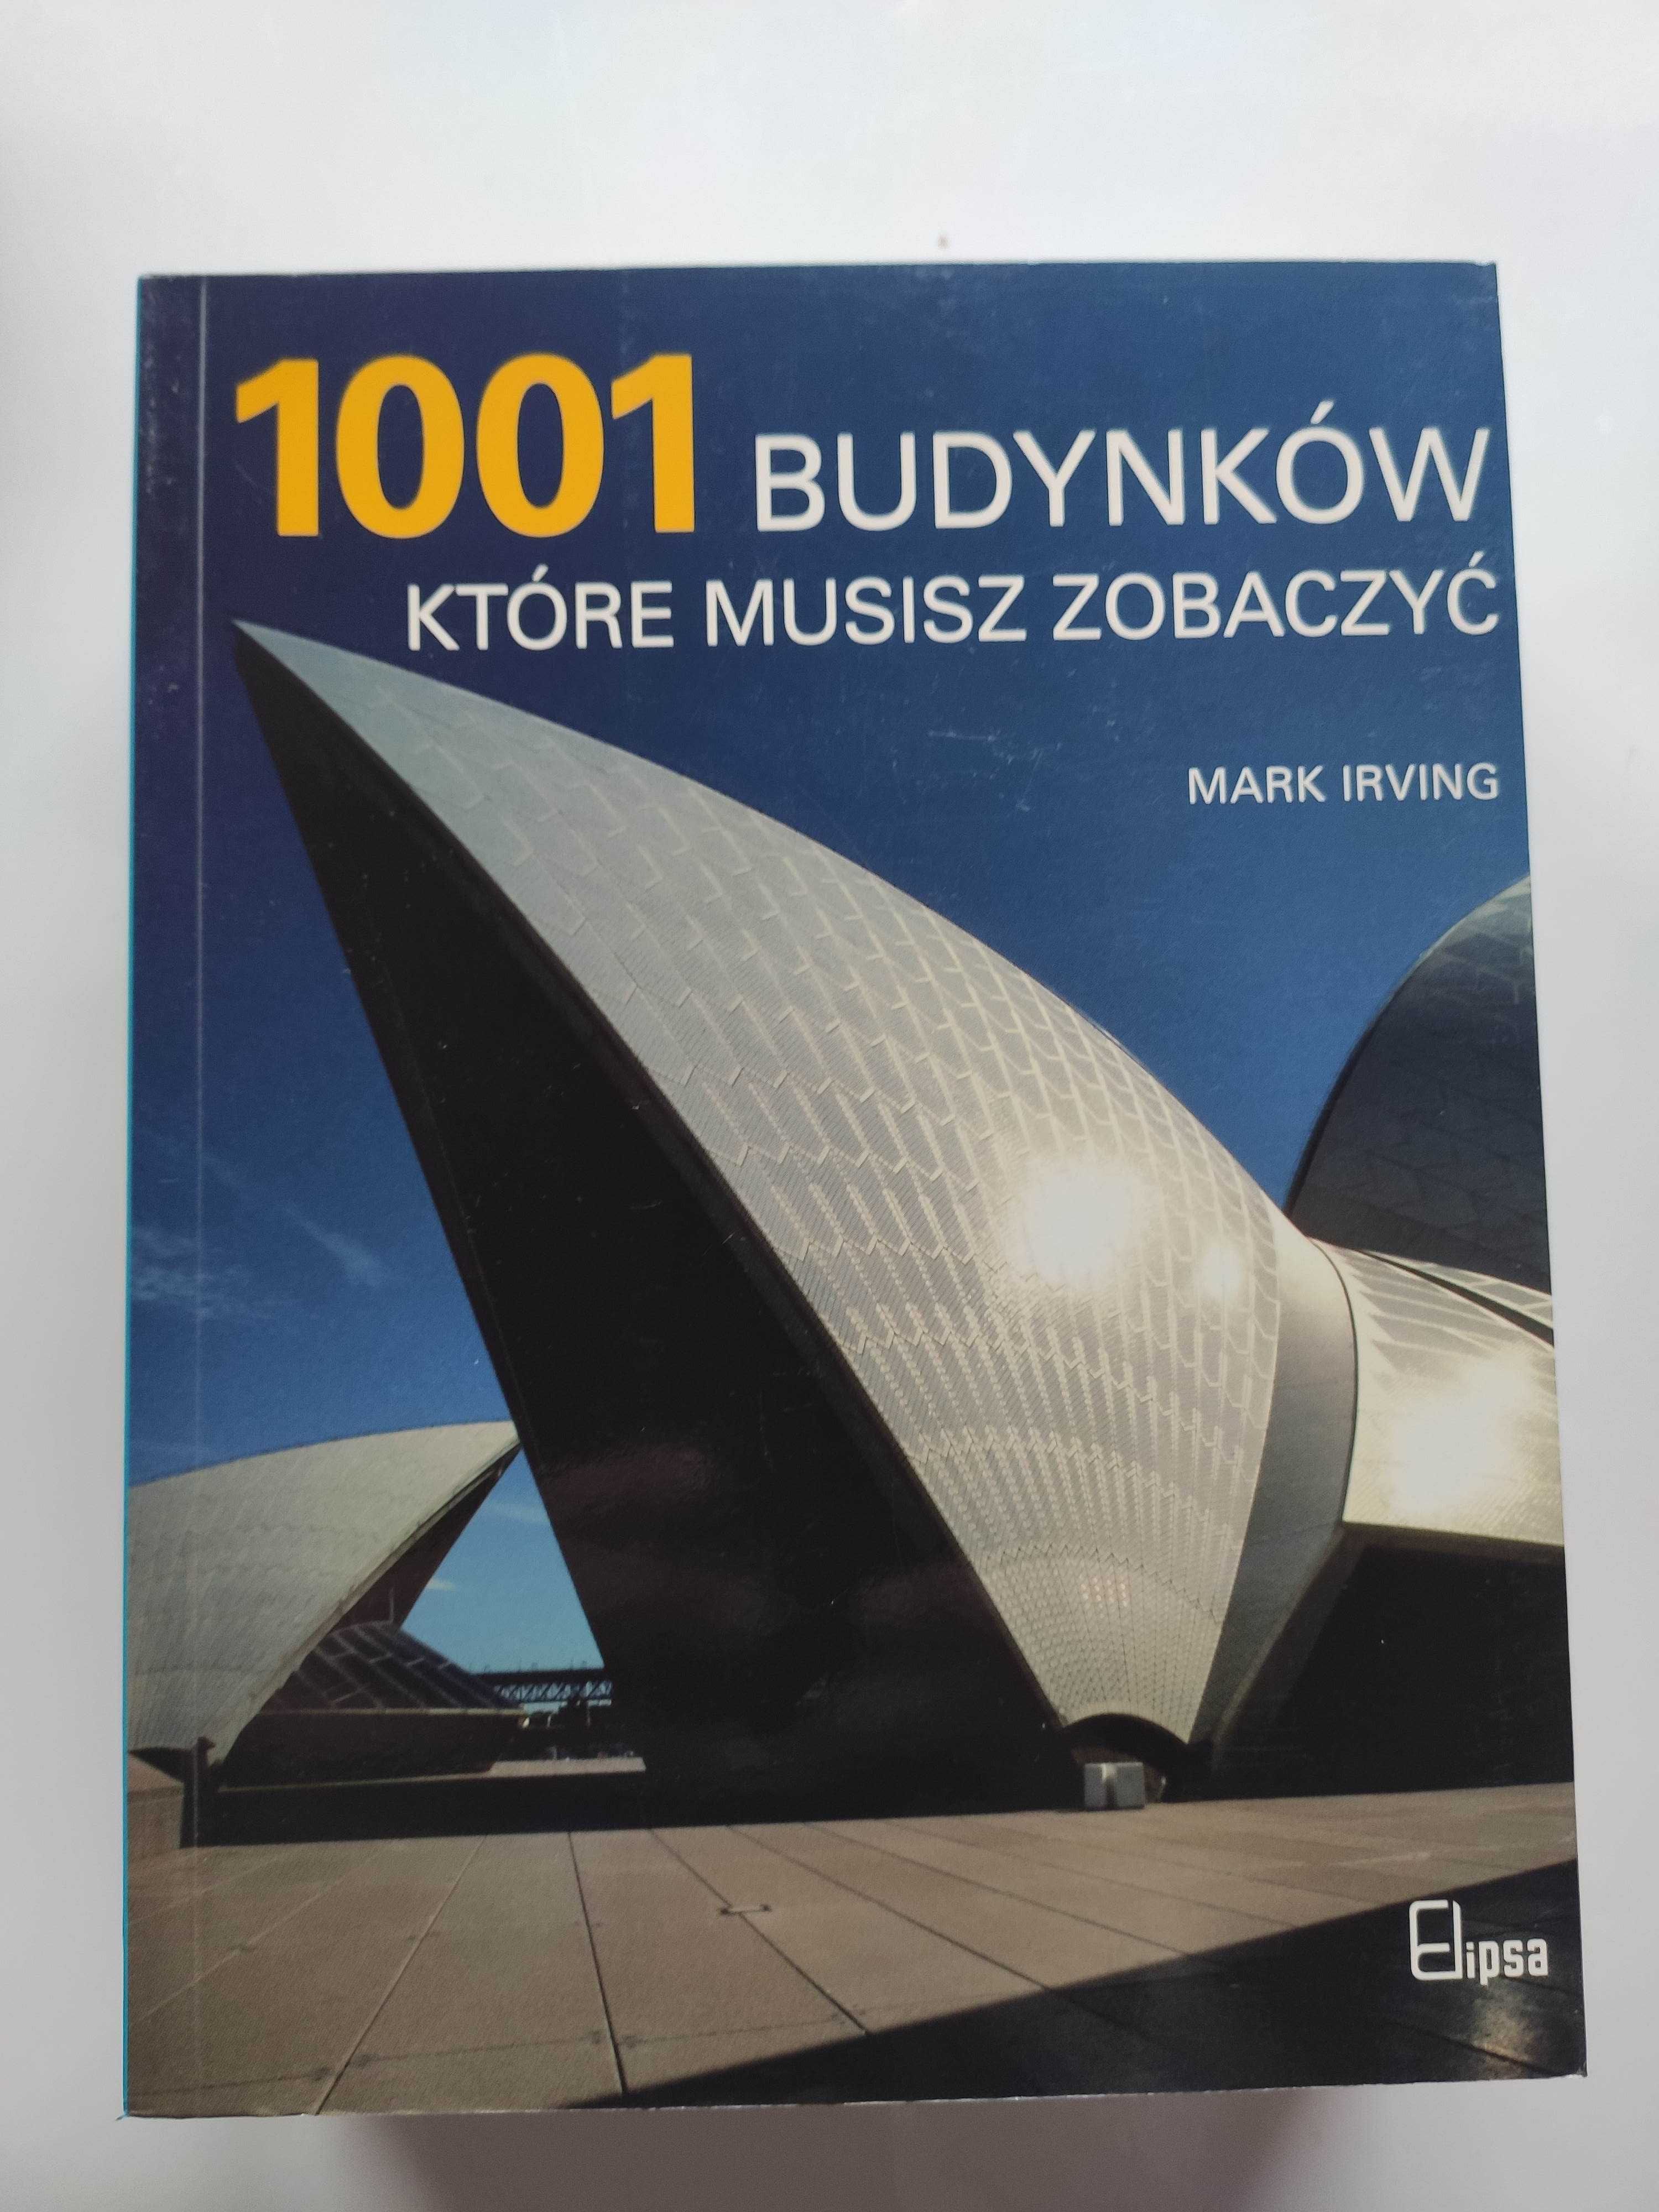 1001 BUDYNKÓW
KTÓRE MUSISZ ZOBACZYĆ
MARK IRVING
Elipsa